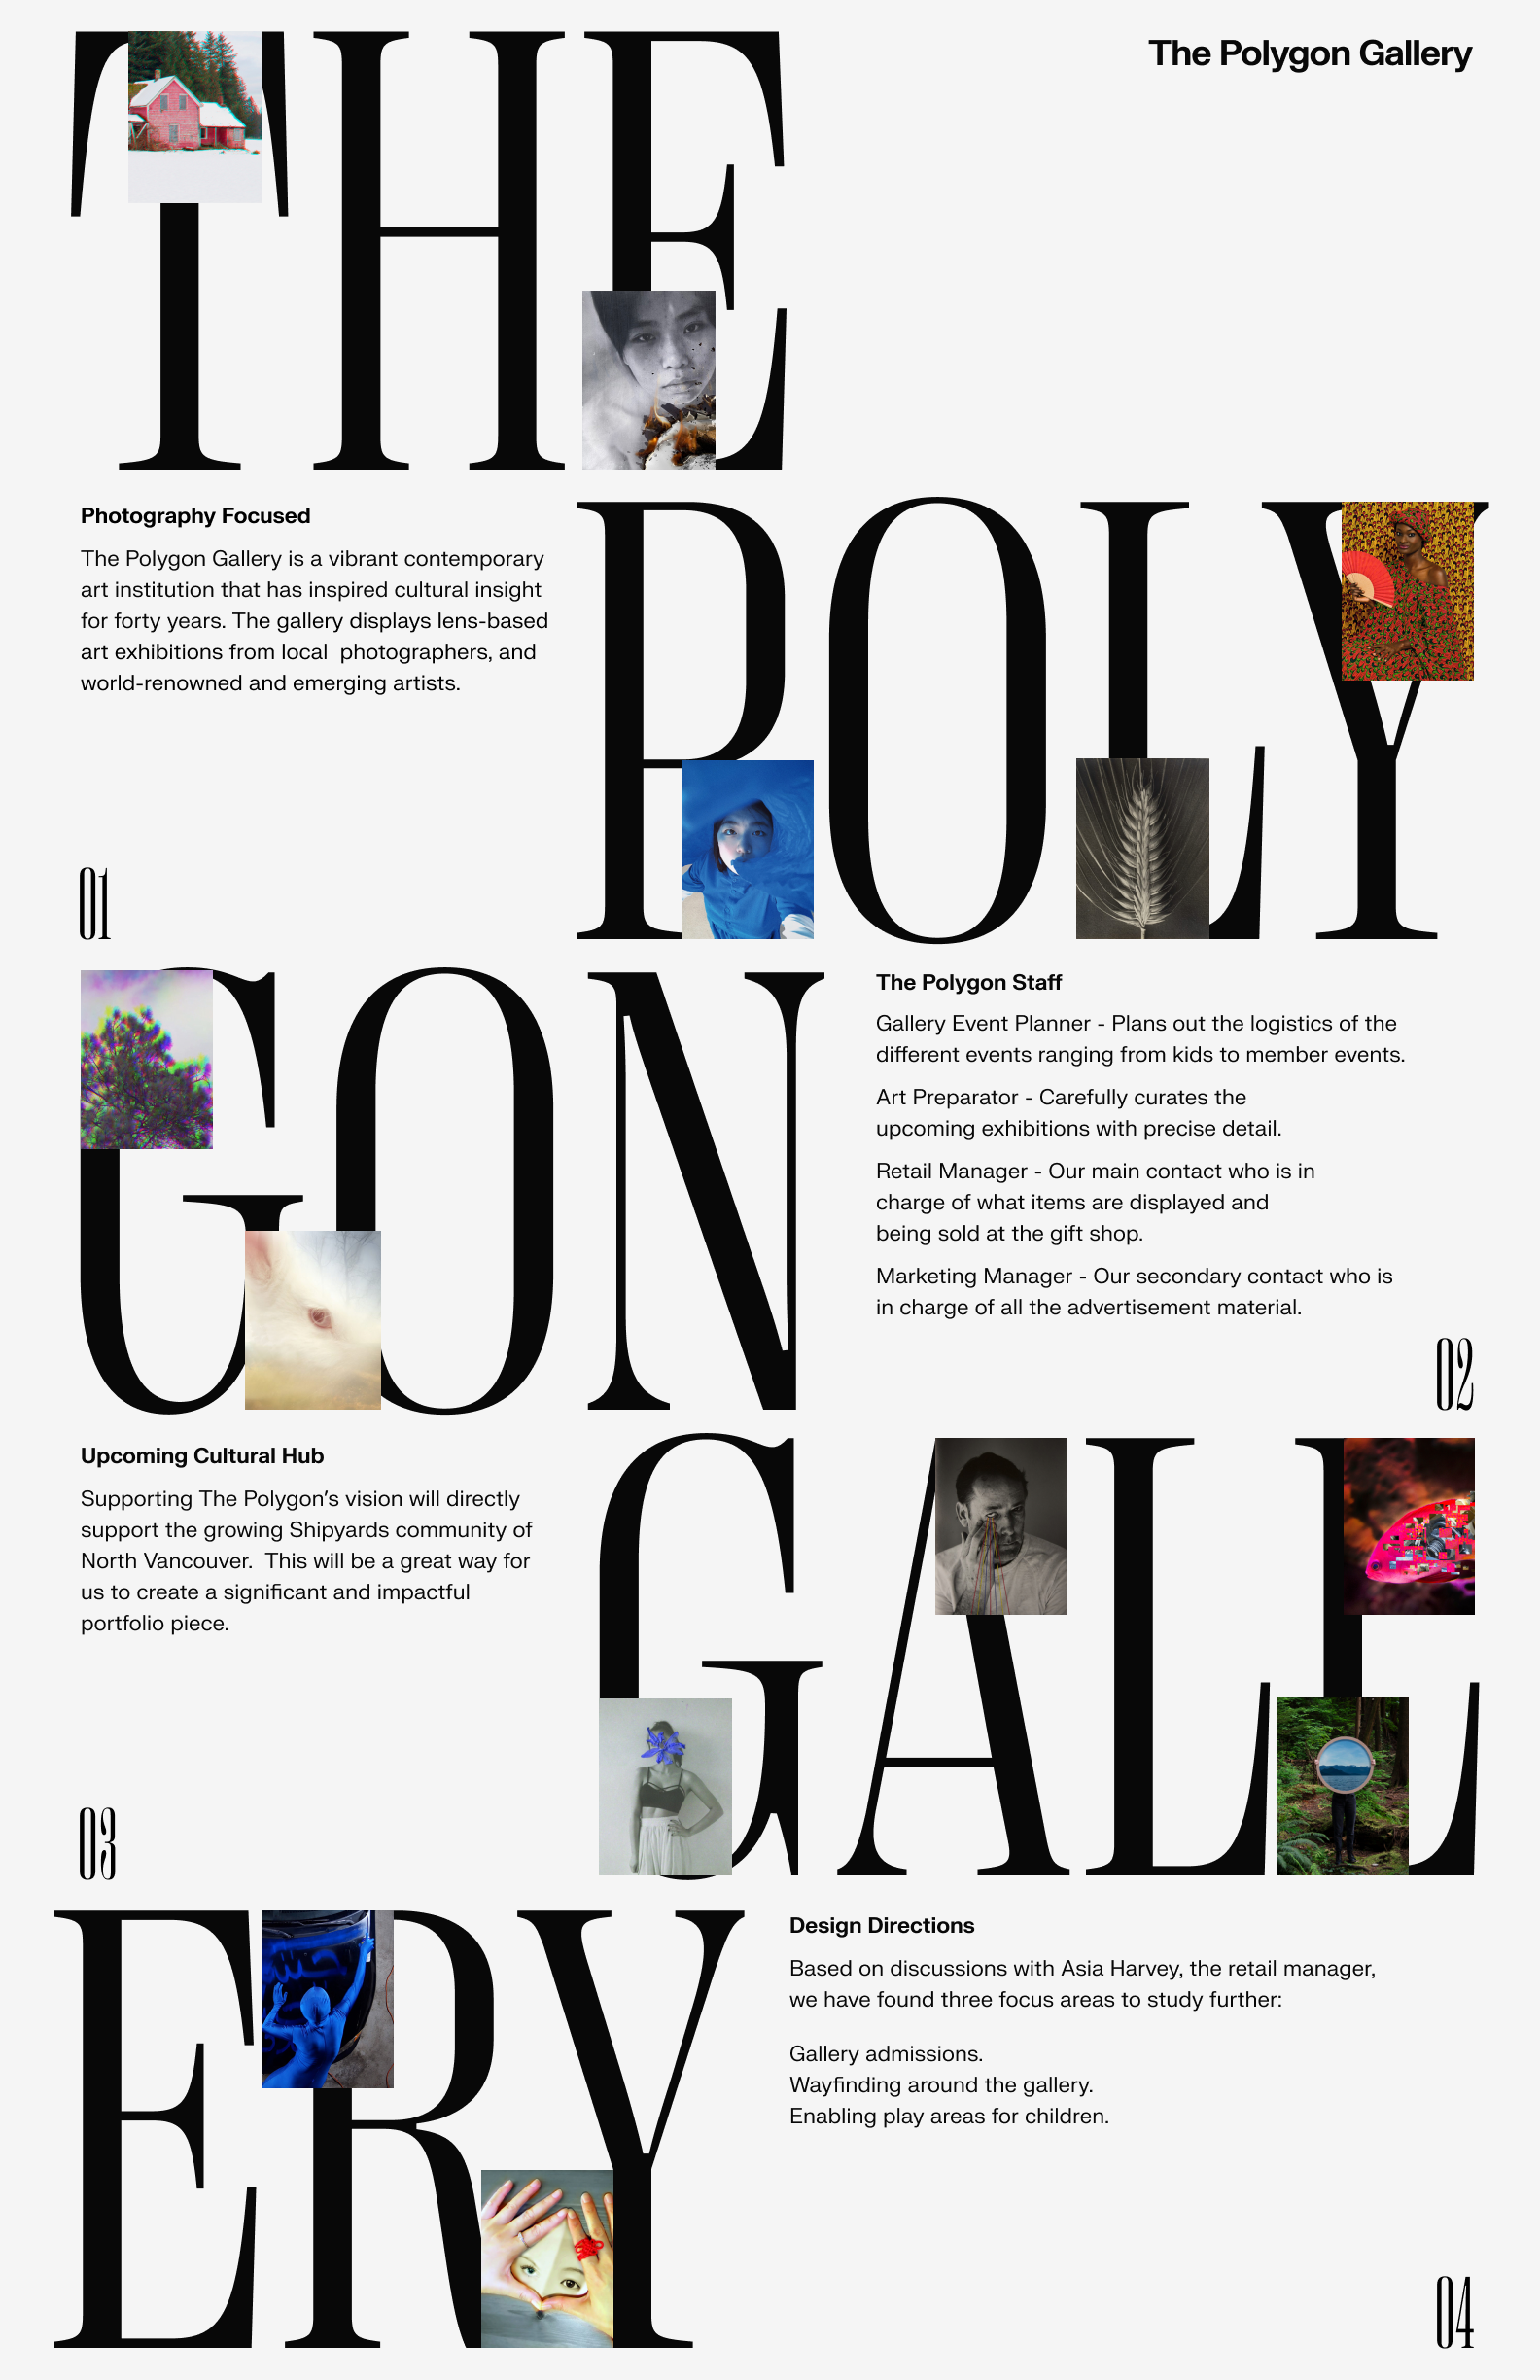 The Polygon Gallery
THE
Photography Focused
The Polygon Gallery is a vibrant contemporary
art institution that has inspired cultural insight
for forty years. The gallery displays lens-based
art exhibitions from local  photographers, and
world-renowned and emerging artists.
01
POLY
GON
The Polygon Staff
Gallery Event Planner - Plans out the logistics of the
different events ranging from kids to member events.
Art Preparator - Carefully curates the
upcoming exhibitions with precise detail.
Retail Manager - Our main contact who is in
charge of what items are displayed and
being sold at the gift shop.
Marketing Manager - Our secondary contact who is
in charge of all the advertisement material.
02
Upcoming Cultural Hub
Supporting The Polygon’s vision will directly
support the growing Shipyards community of
North Vancouver.  This will be a great way for
us to create a significant and impactful
portfolio piece.
03
GALL
ERY
Design Directions
Based on discussions with Asia Harvey, the retail manager,
we have found three focus areas to study further:
Gallery admissions.
Wayfinding around the gallery.
Enabling play areas for children.
04